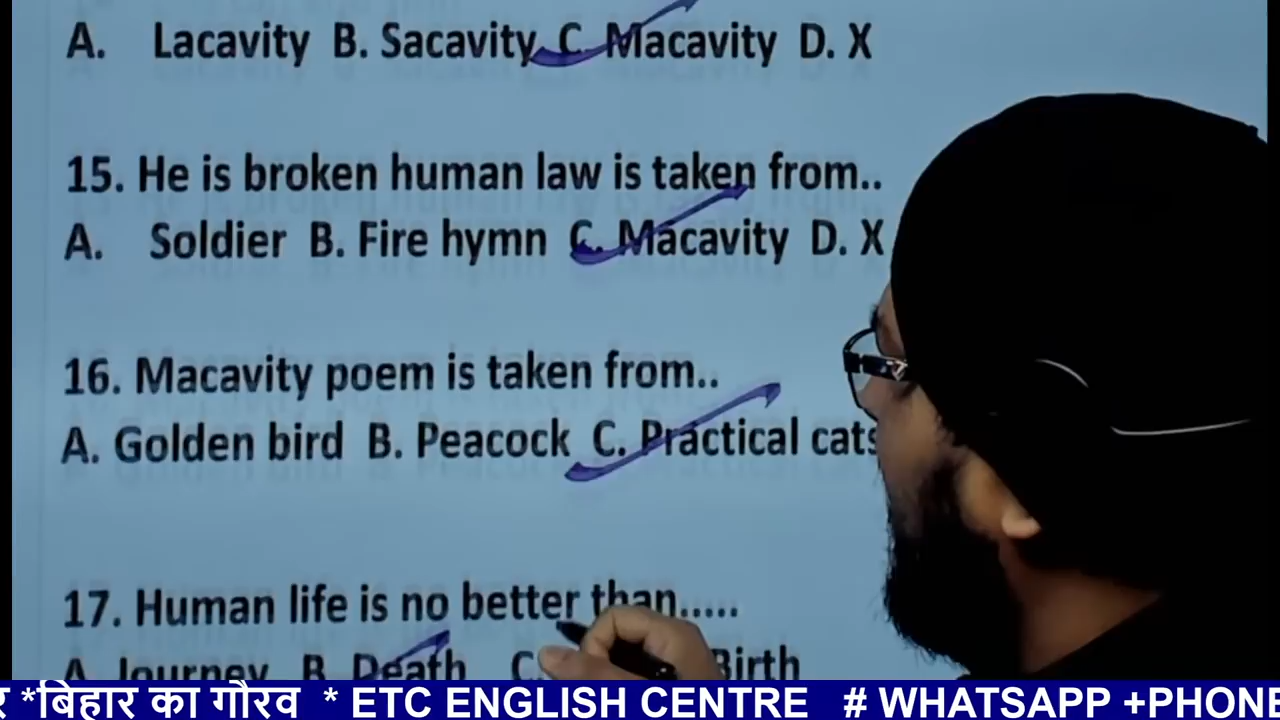 A. Lacavity B. Sacavity C. Macavity D. X
15. He is broken human law is taken from..
A. Soldier B. Fire hymn C. Macavity D. X
16. Macavity poem is taken from..
A. Golden bird B. Peacock C. Practical cats
17. Human life is no better than.....
A. Journey B. Death C. Birth
*बिहार का गौरव * ETC ENGLISH CENTRE # WHATSAPP +PHONE